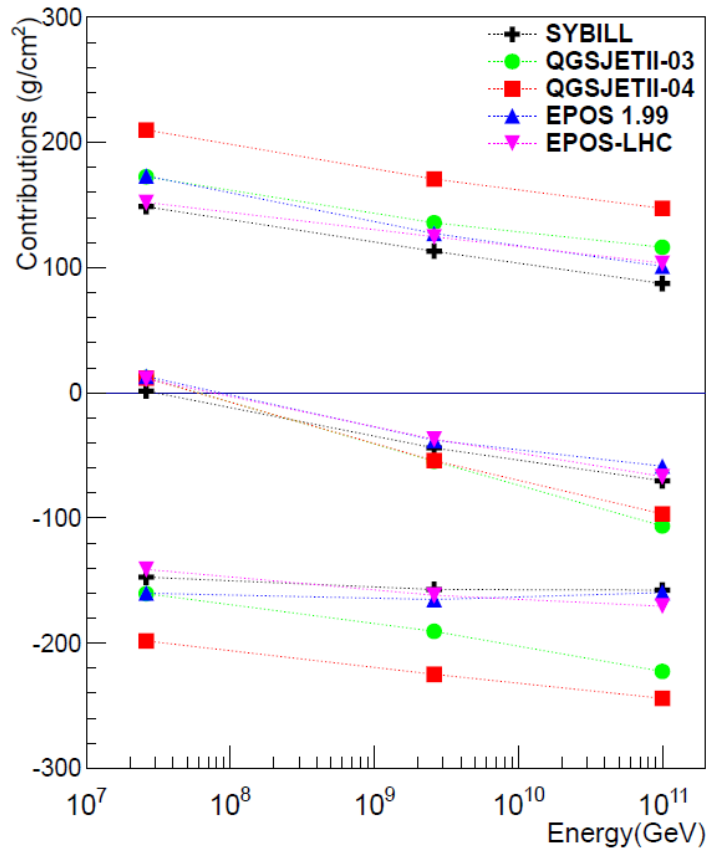 Contributions (g/cm²)
300
200
100
0
-100
-200
-300
SYBILL
QGSJETII-03
QGSJETII-04
EPOS 1.99
EPOS-LHC
10⁷ 10⁸ 10⁹ 10¹⁰ 10¹¹
Energy(GeV)